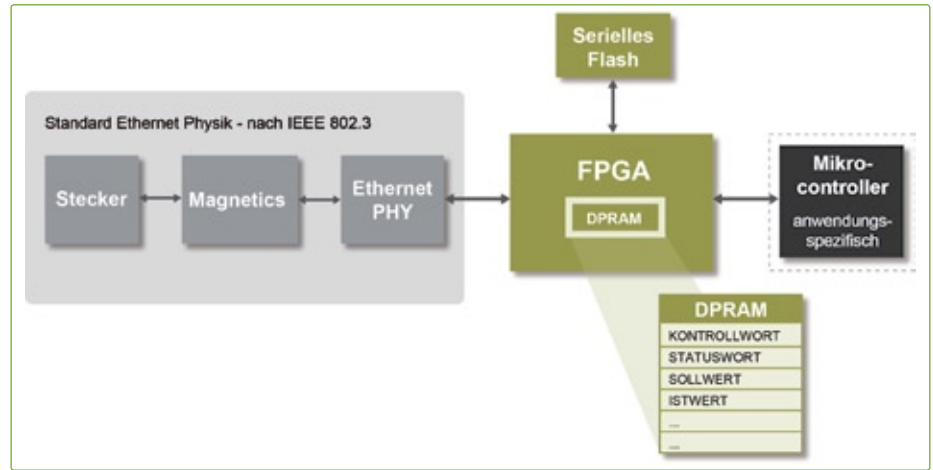 Serielles
Flash
Standard Ethernet Physik - nach IEEE 802.3
Stecker
Magnetics
Ethernet
PHY
FPGA
DPRAM
Mikro-
controller
anwendungs-
spezifisch
DPRAM
KONTROLLWORT
STATUSWORT
SOLLWERT
ISTWERT
...
...